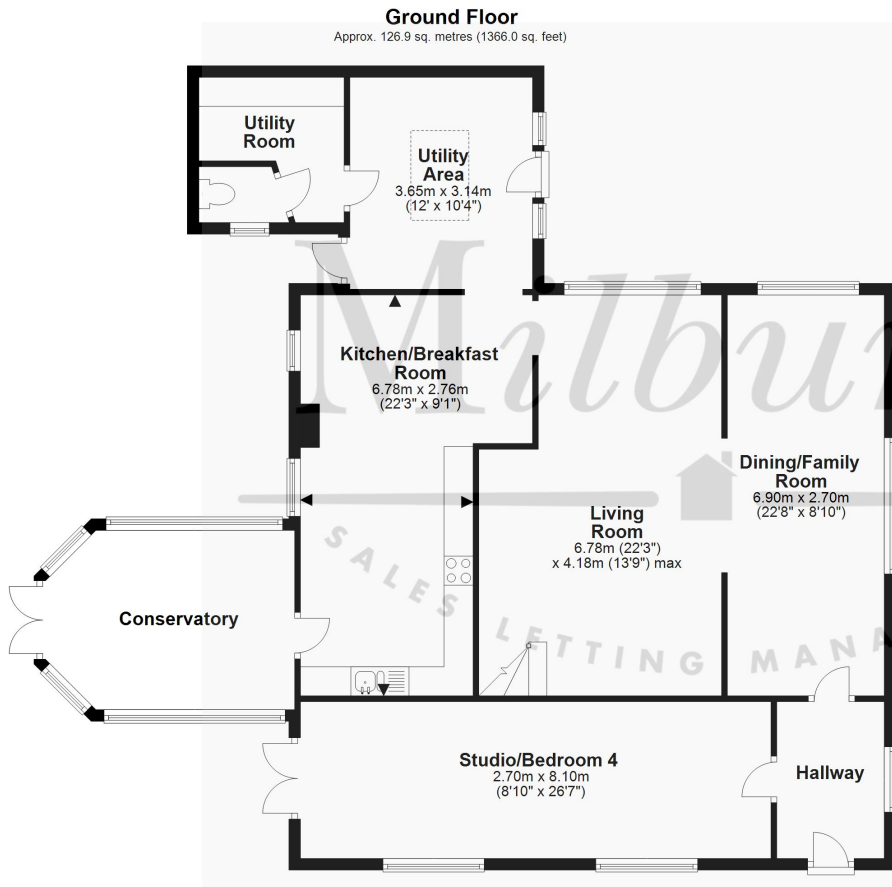 Ground Floor
Approx. 126.9 sq. metres (1366.0 sq. feet)
Utility
Room
Utility
Area
3.65m x 3.14m
(12' x 10'4")
Kitchen/Breakfast
Room
6.78m x 2.76m
(22'3" x 9'1")
Dining/Family
Room
6.90m x 2.70m
(22'8" x 8'10")
Living
Room
6.78m (22'3")
x 4.18m (13'9") max
Conservatory
Studio/Bedroom 4
2.70m x 8.10m
(8'10" x 26'7")
Hallway
Milbur
SALES LETTING MANA